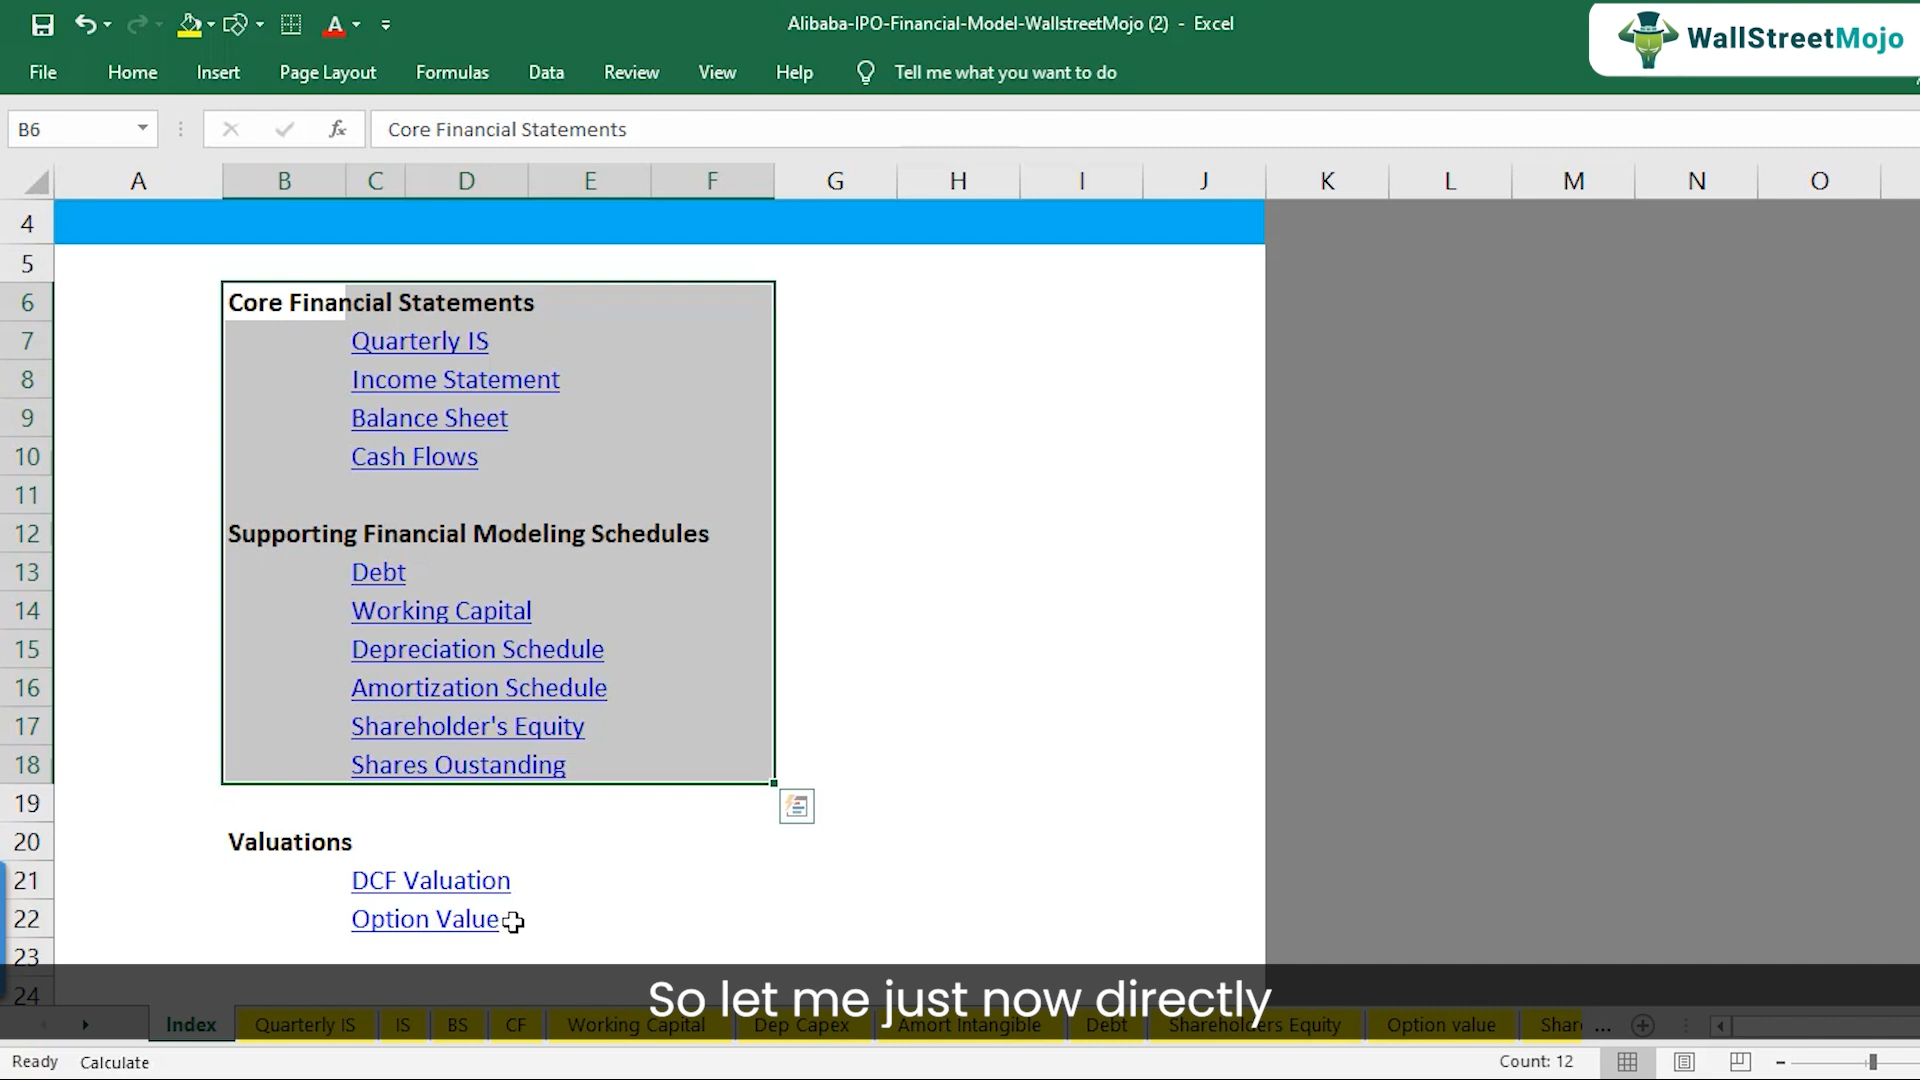 Alibaba-IPO-Financial-Model-WallstreetMojo (2) - Excel
WallStreetMojo
File Home Insert Page Layout Formulas Data Review View Help Tell me what you want to do
B6 fx Core Financial Statements
A B C D E F G H I J K L M N O
4
5
6 Core Financial Statements
7 Quarterly IS
8 Income Statement
9 Balance Sheet
10 Cash Flows
11
12 Supporting Financial Modeling Schedules
13 Debt
14 Working Capital
15 Depreciation Schedule
16 Amortization Schedule
17 Shareholder's Equity
18 Shares Oustanding
19
20 Valuations
21 DCF Valuation
22 Option Value
23
24
So let me just now directly
Index Quarterly IS IS BS CF Working Capital Dep Capex Amort Intangible Debt Shareholders Equity Option value Shar ...
Ready Calculate Count: 12